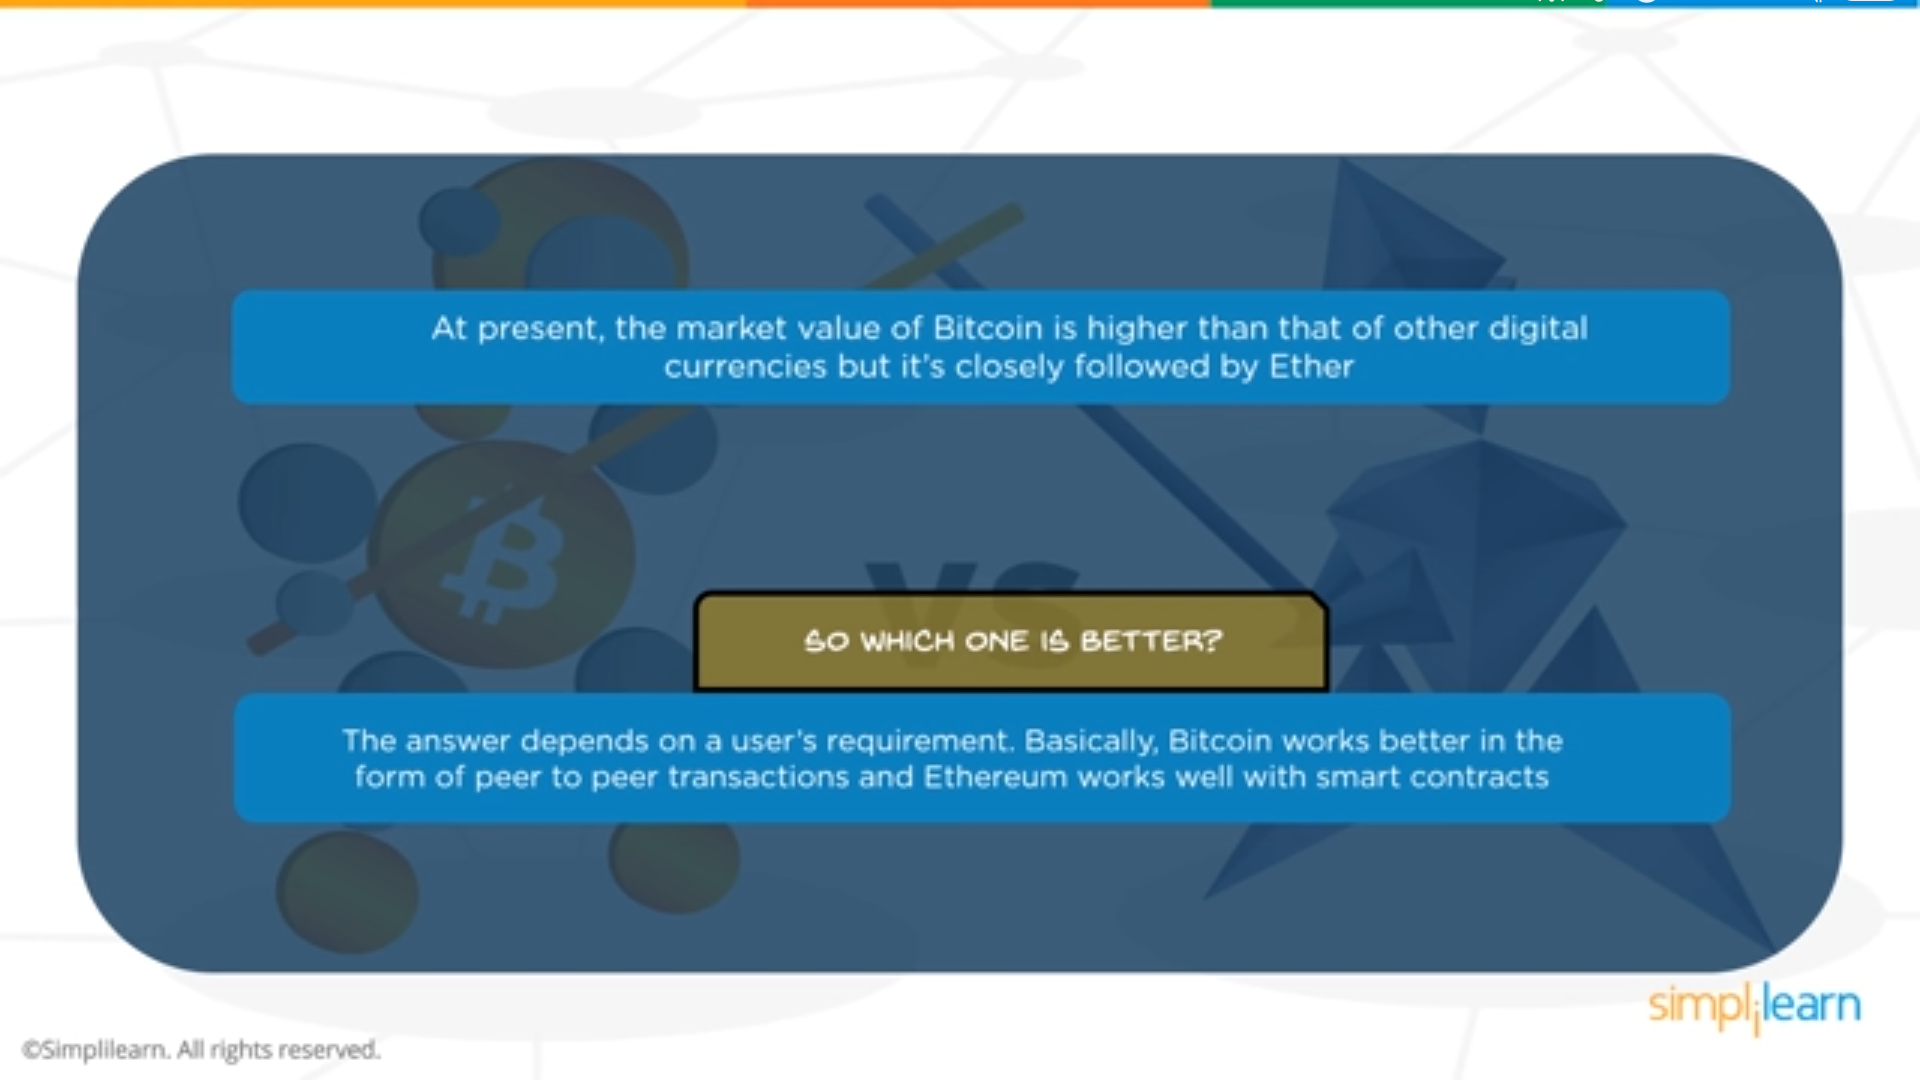 At present, the market value of Bitcoin is higher than that of other digital
currencies but it's closely followed by Ether
VS
SO WHICH ONE IS BETTER?
The answer depends on a user's requirement. Basically, Bitcoin works better in the
form of peer to peer transactions and Ethereum works well with smart contracts
simplilearn
©Simplilearn. All rights reserved.